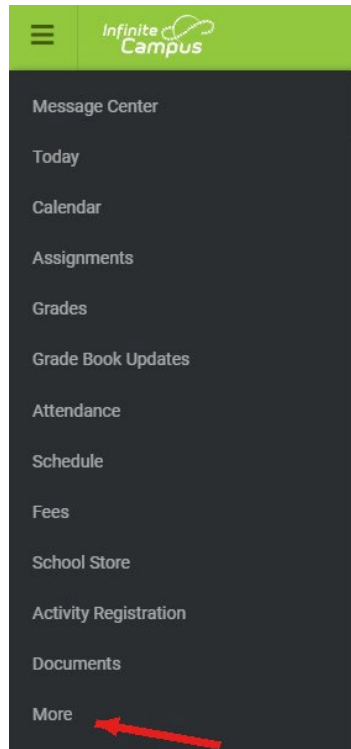 Infinite
Campus
Message Center
Today
Calendar
Assignments
Grades
Grade Book Updates
Attendance
Schedule
Fees
School Store
Activity Registration
Documents
More